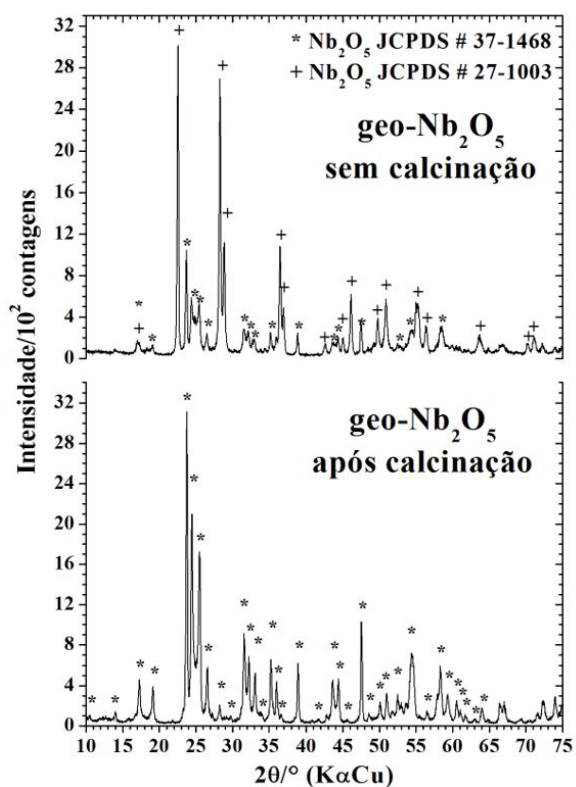 * Nb₂O₅ JCPDS # 37-1468
+ Nb₂O₅ JCPDS # 27-1003
geo-Nb₂O₅
sem calcinação
32
28
24
20
16
12
8
4
0
Intensidade/10² contagens
geo-Nb₂O₅
após calcinação
32
28
24
20
16
12
8
4
0
10 15 20 25 30 35 40 45 50 55 60 65 70 75
2θ/° (KαCu)